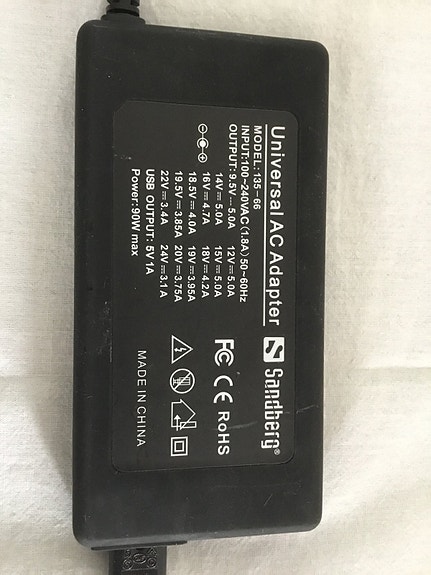 Universal AC Adapter
Sandberg®
MODEL: 135-66
INPUT:100~240VAC (1.8A) 50-60Hz
OUTPUT: 9.5V⎓5.0A 12V⎓5.0A
14V⎓5.0A 15V⎓5.0A
16V⎓4.7A 18V⎓4.2A
18.5V⎓4.0A 19V⎓3.95A
19.5V⎓3.85A 20V⎓3.75A
22V⎓3.4A 24V⎓3.1A
USB OUTPUT: 5V 1A
Power: 90W max
FC CE RoHS
MADE IN CHINA